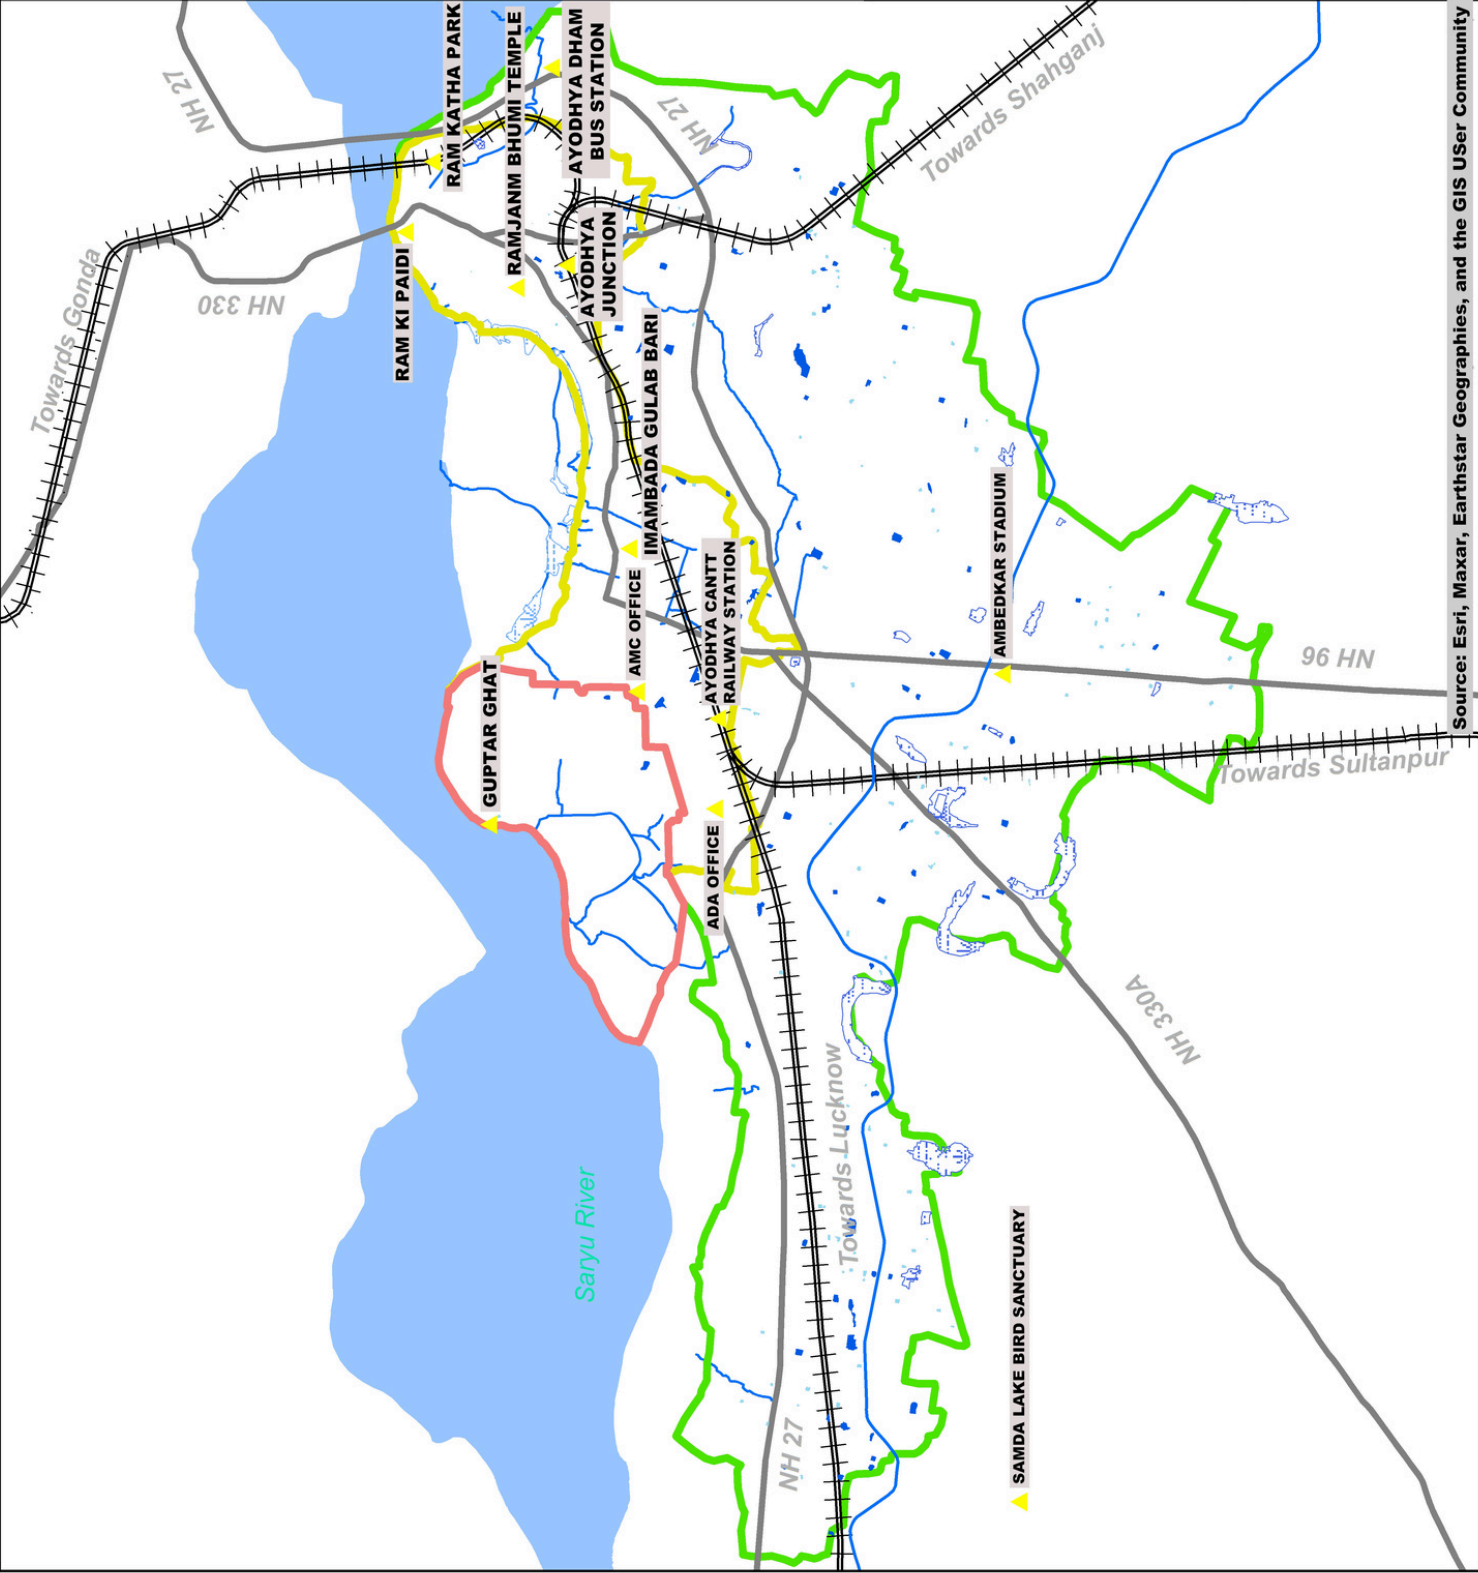 NH 27
Towards Gonda
NH 330
RAM KATHA PARK
RAMJANM BHUMI TEMPLE
AYODHYA DHAM
BUS STATION
NH 27
Towards Shahganj
RAM KI PAIDI
AYODHYA
JUNCTION
IMAMBADA GULAB BARI
AMC OFFICE
AYODHYA CANTT
RAILWAY STATION
AMBEDKAR STADIUM
NH 96
GUPTAR GHAT
ADA OFFICE
Towards Sultanpur
NH 330A
Towards Lucknow
Saryu River
SAMDA LAKE BIRD SANCTUARY
NH 27
Source: Esri, Maxar, Earthstar Geographies, and the GIS USer Community